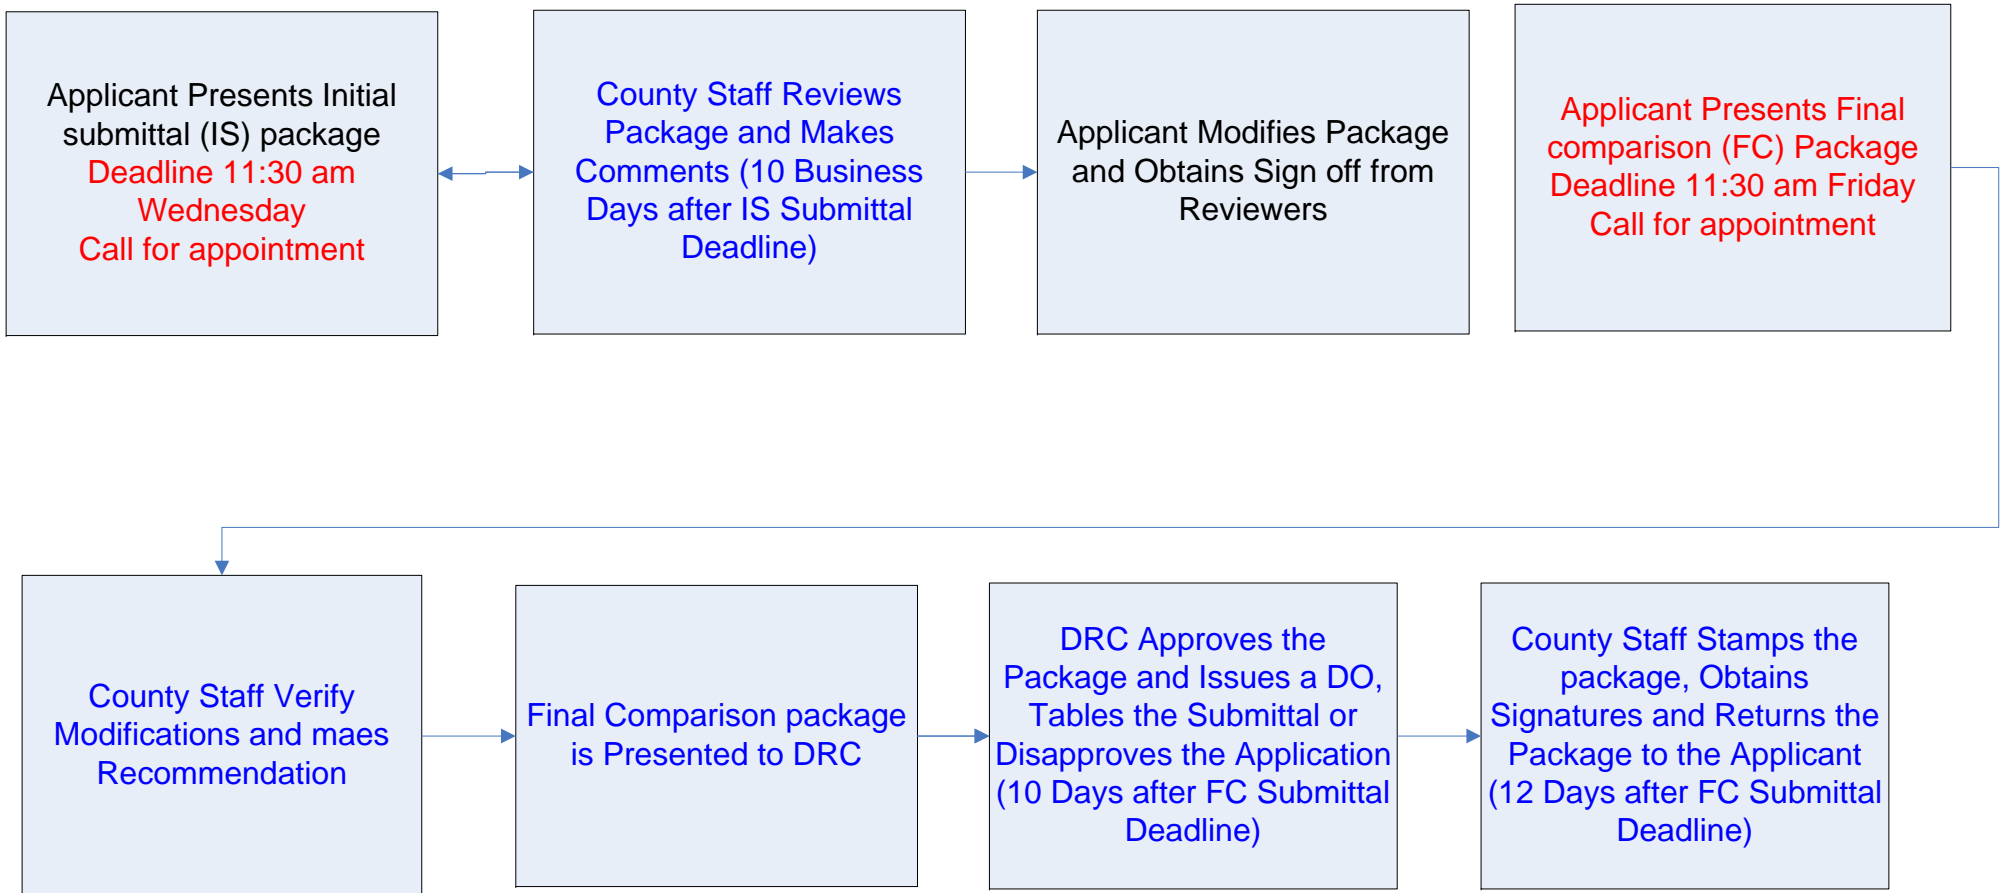 Applicant Presents Initial
submittal (IS) package
Deadline 11:30 am
Wednesday
Call for appointment
County Staff Reviews
Package and Makes
Comments (10 Business
Days after IS Submittal
Deadline)
Applicant Modifies Package
and Obtains Sign off from
Reviewers
Applicant Presents Final
comparison (FC) Package
Deadline 11:30 am Friday
Call for appointment
County Staff Verify
Modifications and maes
Recommendation
Final Comparison package
is Presented to DRC
DRC Approves the
Package and Issues a DO,
Tables the Submittal or
Disapproves the Application
(10 Days after FC Submittal
Deadline)
County Staff Stamps the
package, Obtains
Signatures and Returns the
Package to the Applicant
(12 Days after FC Submittal
Deadline)